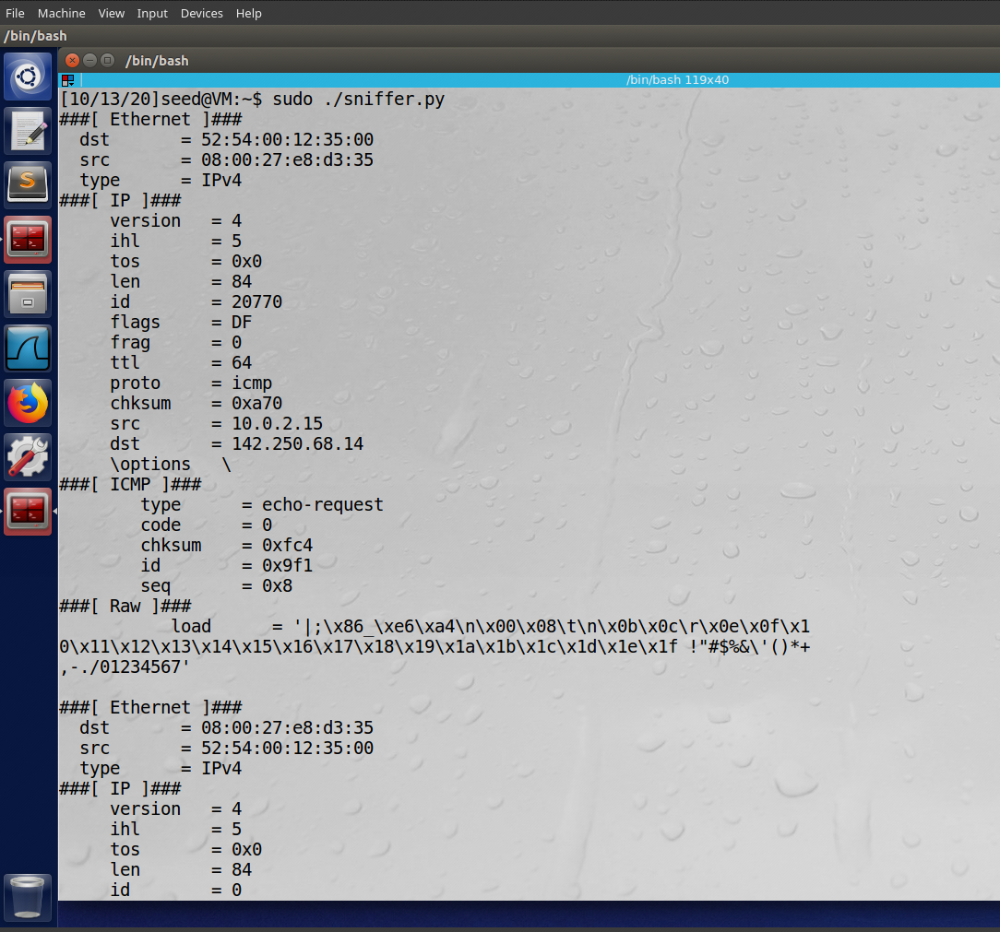 File Machine View Input Devices Help
/bin/bash
/bin/bash
/bin/bash 119x40
[10/13/20]seed@VM:~$ sudo ./sniffer.py
###[ Ethernet ]###
  dst       = 52:54:00:12:35:00
  src       = 08:00:27:e8:d3:35
  type      = IPv4
###[ IP ]###
     version   = 4
     ihl       = 5
     tos       = 0x0
     len       = 84
     id        = 20770
     flags     = DF
     frag      = 0
     ttl       = 64
     proto     = icmp
     chksum    = 0xa70
     src       = 10.0.2.15
     dst       = 142.250.68.14
     \options   \
###[ ICMP ]###
        type      = echo-request
        code      = 0
        chksum    = 0xfc4
        id        = 0x9f1
        seq       = 0x8
###[ Raw ]###
           load      = '|;\x86_\xe6\xa4\n\x00\x08\t\n\x0b\x0c\r\x0e\x0f\x1
0\x11\x12\x13\x14\x15\x16\x17\x18\x19\x1a\x1b\x1c\x1d\x1e\x1f !"#$%&\'()*+
,-./01234567'
###[ Ethernet ]###
  dst       = 08:00:27:e8:d3:35
  src       = 52:54:00:12:35:00
  type      = IPv4
###[ IP ]###
     version   = 4
     ihl       = 5
     tos       = 0x0
     len       = 84
     id        = 0